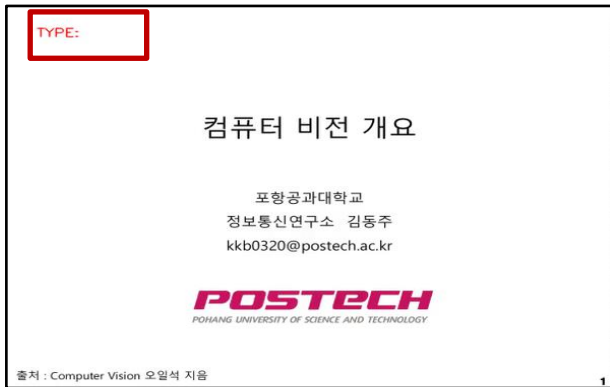 TYPE:
컴퓨터 비전 개요
포항공과대학교
정보통신연구소 김동주
kkb0320@postech.ac.kr
POSTECH
POHANG UNIVERSITY OF SCIENCE AND TECHNOLOGY
출처 : Computer Vision 오일석 지음
1